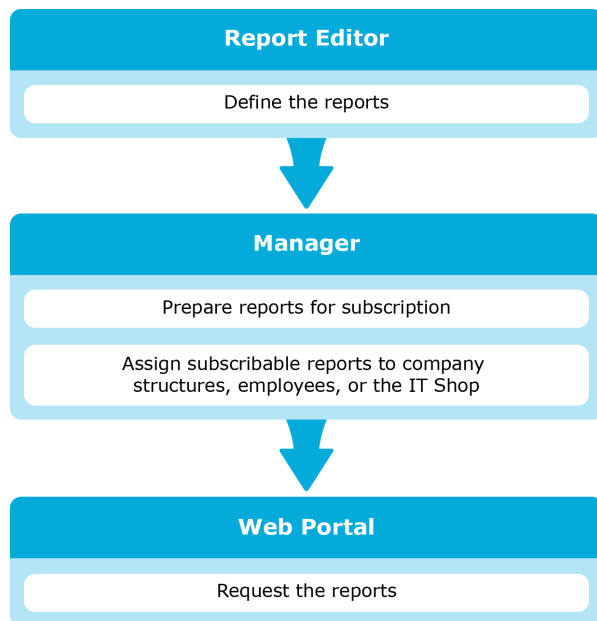 Report Editor
Define the reports
Manager
Prepare reports for subscription
Assign subscribable reports to company
structures, employees, or the IT Shop
Web Portal
Request the reports